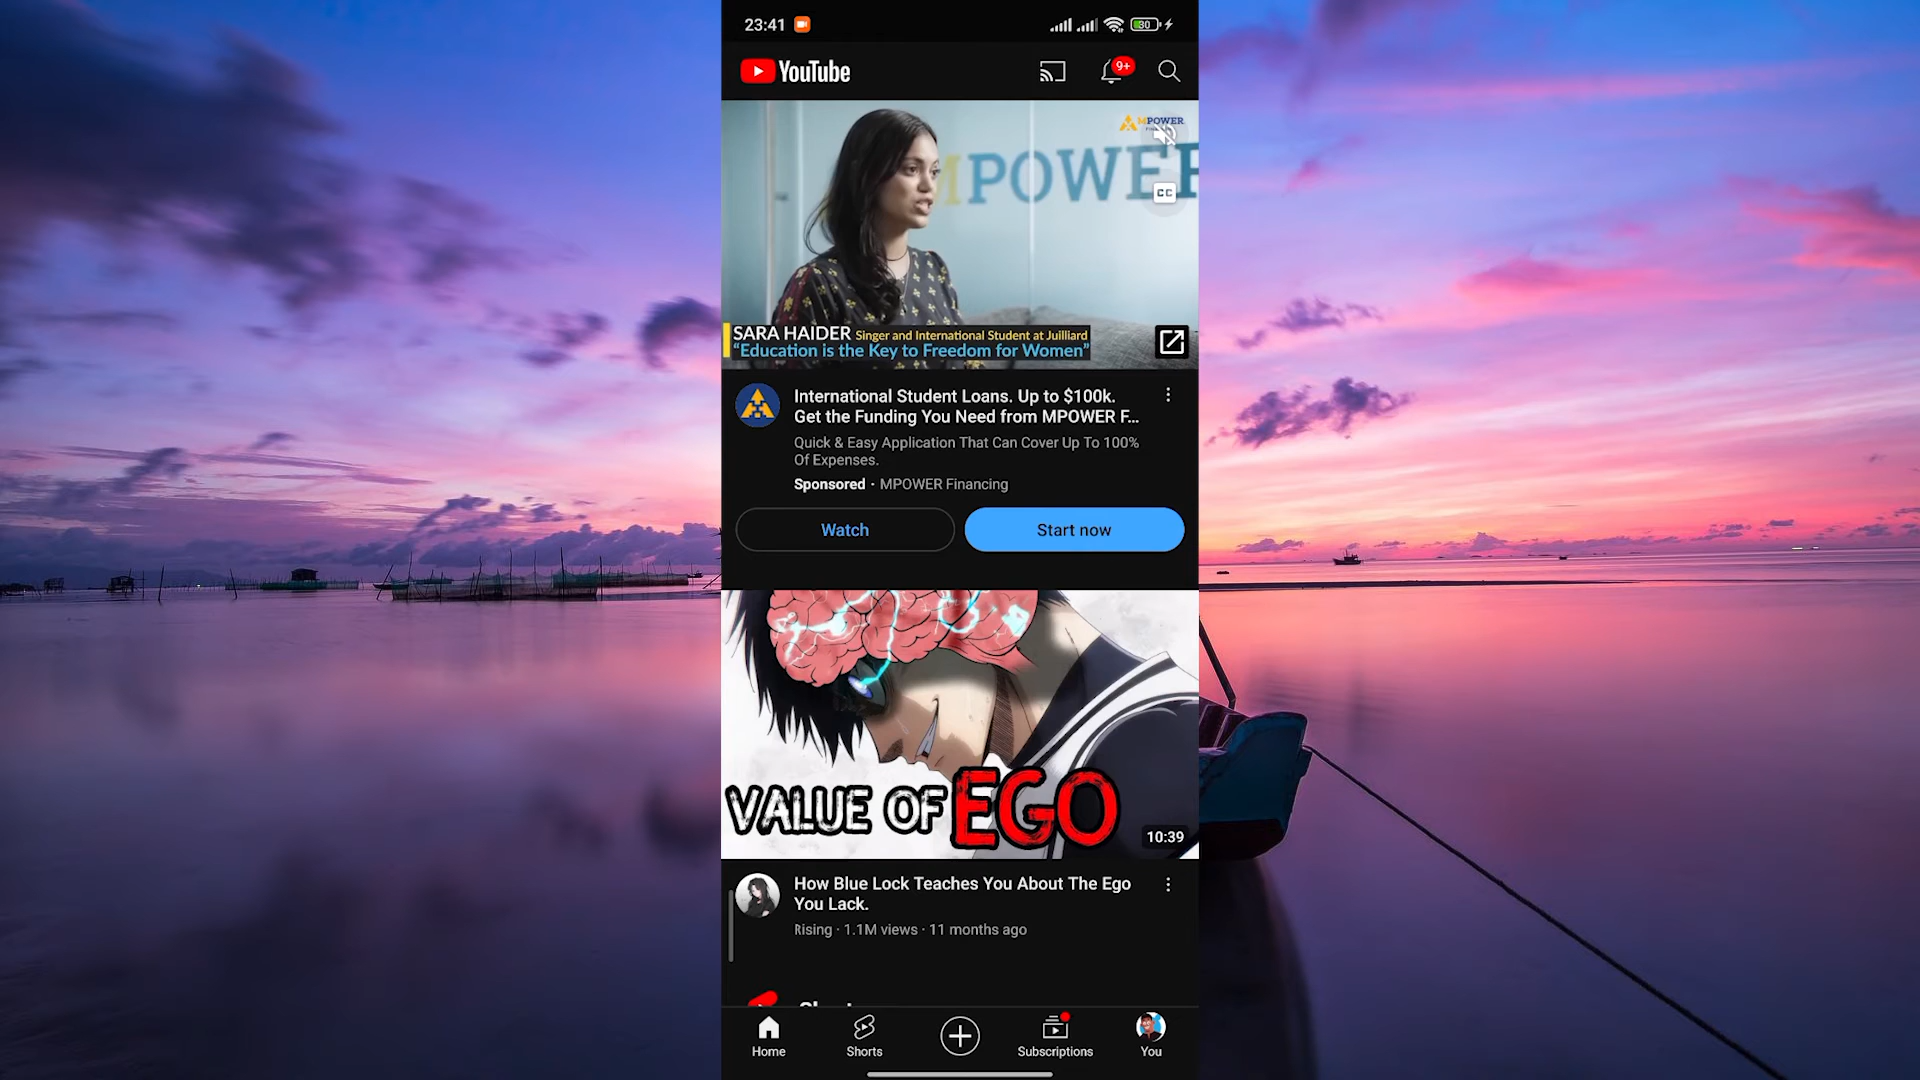 23:41
30
YouTube
9+
MPOWER
MPOWER
CC
SARA HAIDER Singer and International Student at Juilliard
“Education is the Key to Freedom for Women”
International Student Loans. Up to $100k.
Get the Funding You Need from MPOWER F...
Quick & Easy Application That Can Cover Up To 100%
Of Expenses.
Sponsored · MPOWER Financing
Watch
Start now
VALUE OF EGO
10:39
How Blue Lock Teaches You About The Ego
You Lack.
Rising · 1.1M views · 11 months ago
Home
Shorts
Subscriptions
You